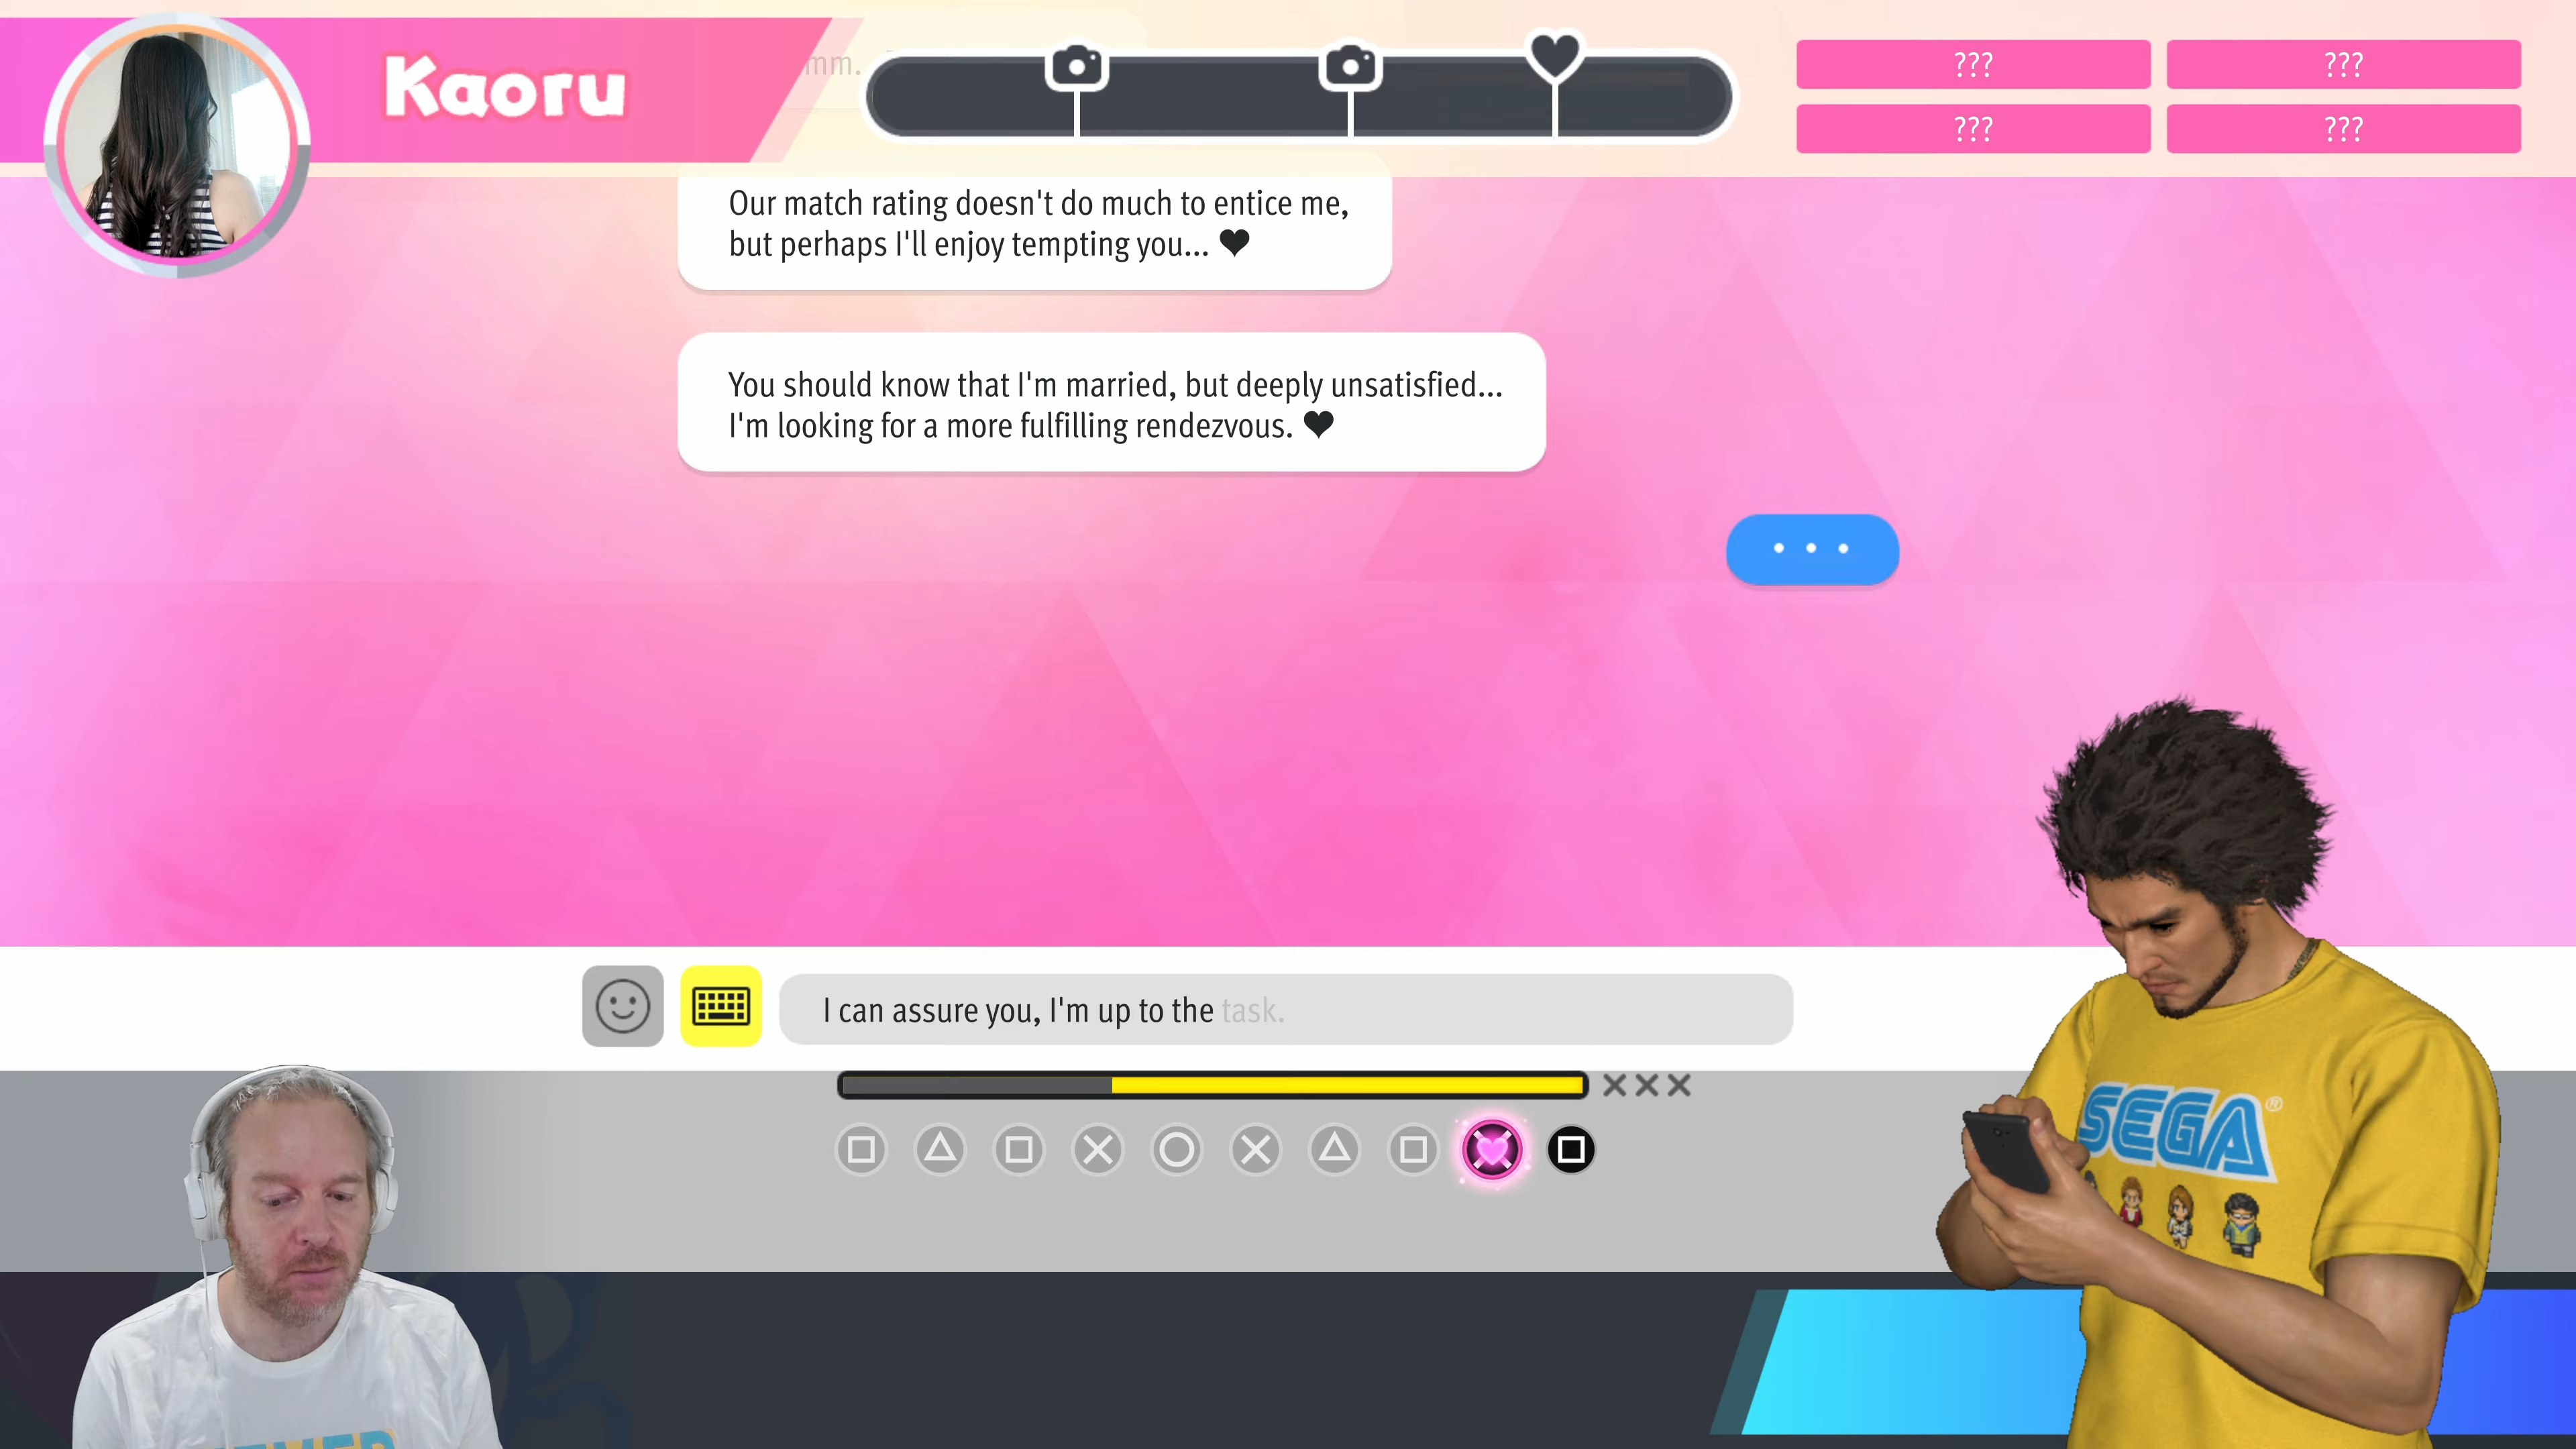 Kaoru
mm.
???
???
???
???
Our match rating doesn't do much to entice me,
but perhaps I'll enjoy tempting you... ♥
You should know that I'm married, but deeply unsatisfied...
I'm looking for a more fulfilling rendezvous. ♥
I can assure you, I'm up to the task.
SEGA®